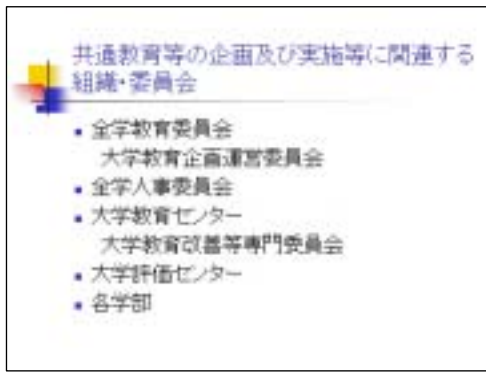 共通教育等の企画及び実施等に関連する
組織・委員会
全学教育委員会
大学教育企画運営委員会
全学人事委員会
大学教育センター
大学教育改善等専門委員会
大学評価センター
各学部